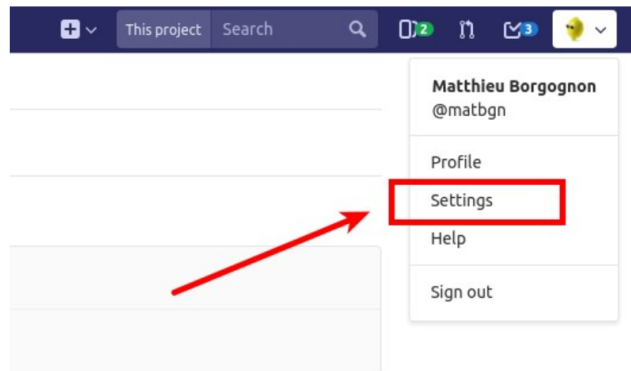 This project Search 2 3
Matthieu Borgognon
@matbgn
Profile
Settings
Help
Sign out